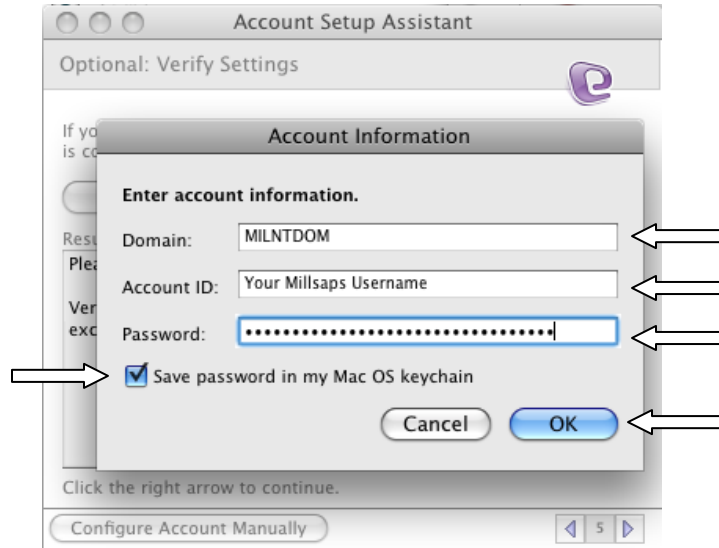 Account Setup Assistant
Optional: Verify Settings
If yo
is co
Account Information
Enter account information.
Resu
Domain: MILNTDOM
Plea
Account ID: Your Millsaps Username
Ver
exc
Password: ••••••••••••••••••••••••••••••••••
Save password in my Mac OS keychain
Cancel OK
Click the right arrow to continue.
Configure Account Manually 5